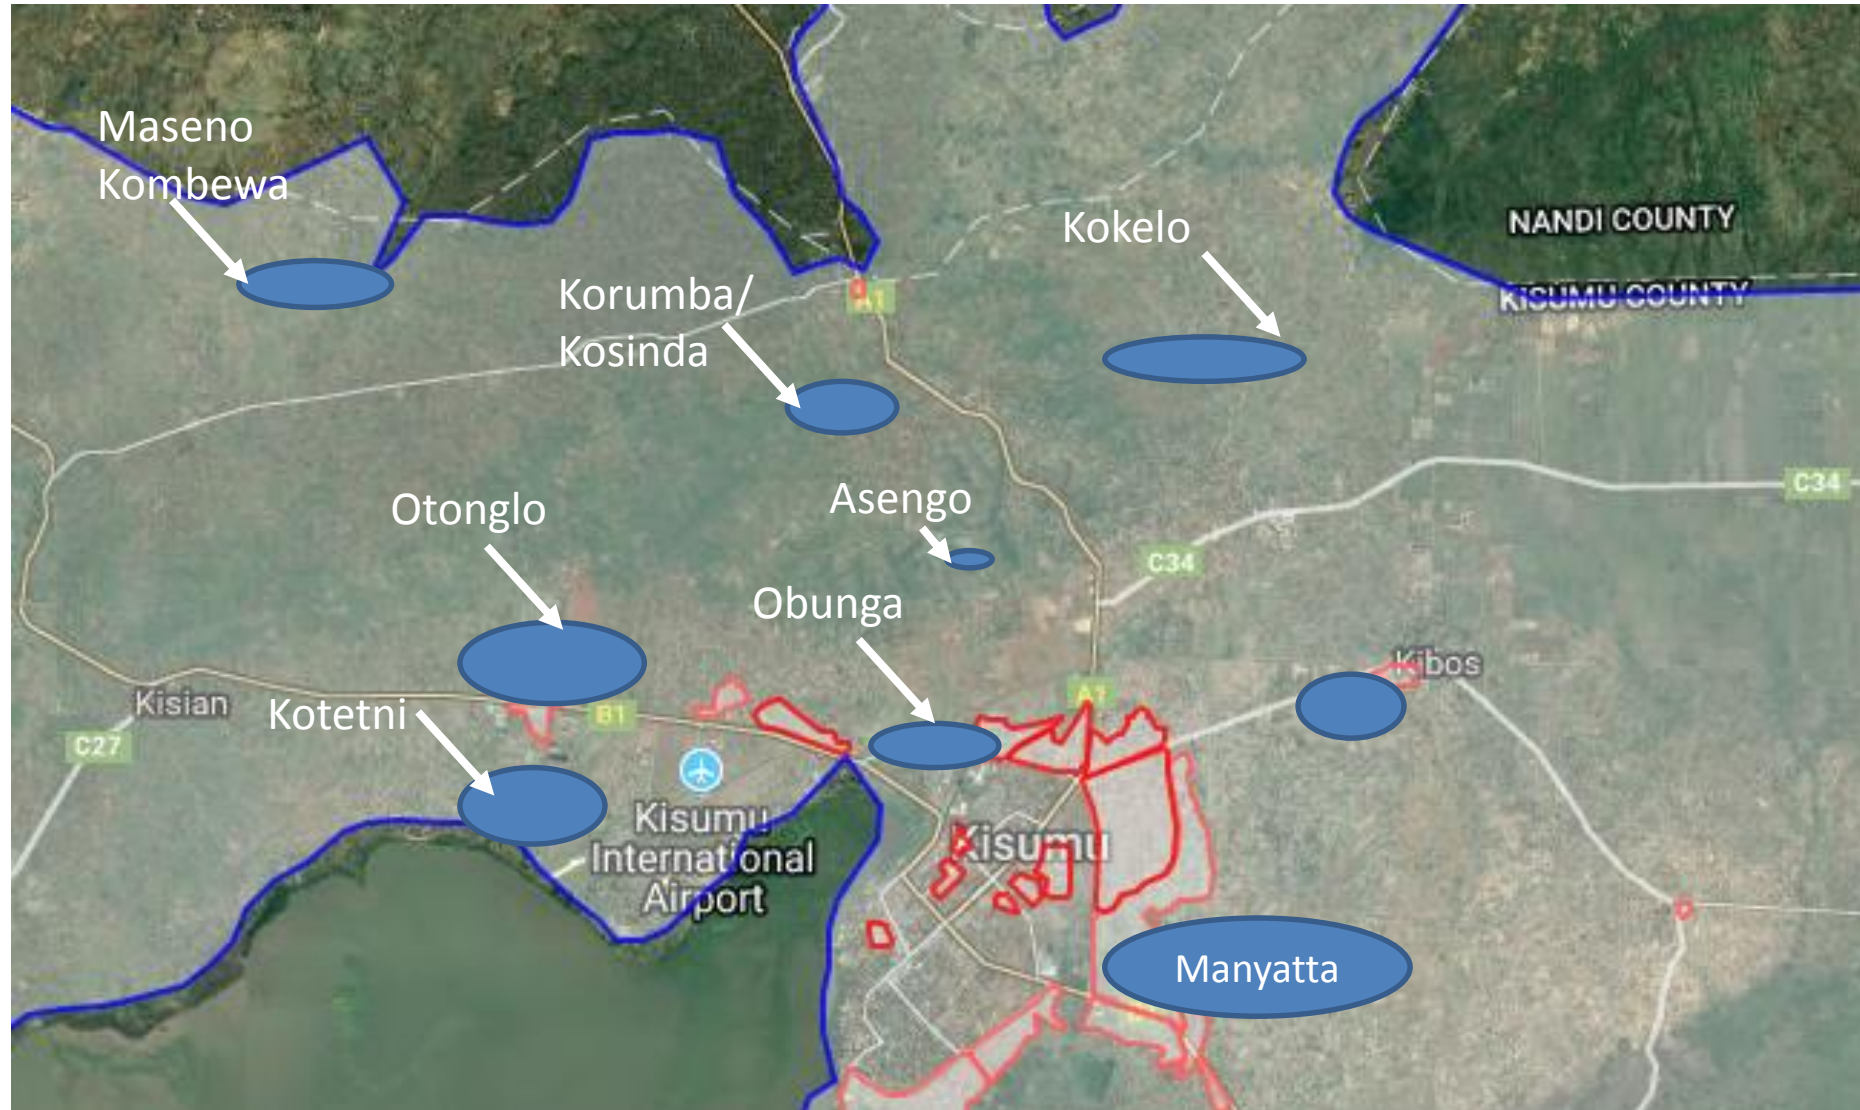 Maseno
Kombewa
Kokelo
NANDI COUNTY
KISUMU COUNTY
Korumba/
Kosinda
A1
Otonglo
Asengo
C34
C34
Obunga
Kibos
Kisian
Kotetni
B1
A1
C27
Kisumu
International
Airport
Kisumu
Manyatta